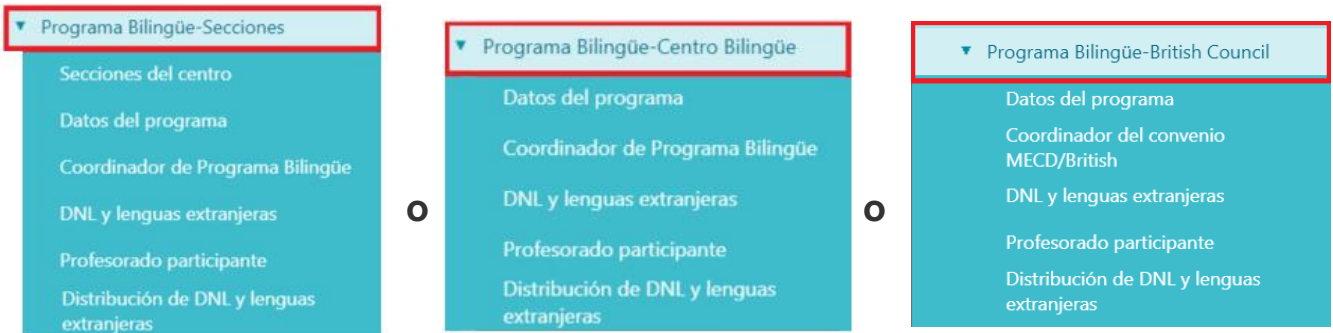 Programa Bilingüe-Secciones
Secciones del centro
Datos del programa
Coordinador de Programa Bilingüe
DNL y lenguas extranjeras
Profesorado participante
Distribución de DNL y lenguas
extranjeras
o
Programa Bilingüe-Centro Bilingüe
Datos del programa
Coordinador de Programa Bilingüe
DNL y lenguas extranjeras
Profesorado participante
Distribución de DNL y lenguas
extranjeras
o
Programa Bilingüe-British Council
Datos del programa
Coordinador del convenio
MECD/British
DNL y lenguas extranjeras
Profesorado participante
Distribución de DNL y lenguas
extranjeras